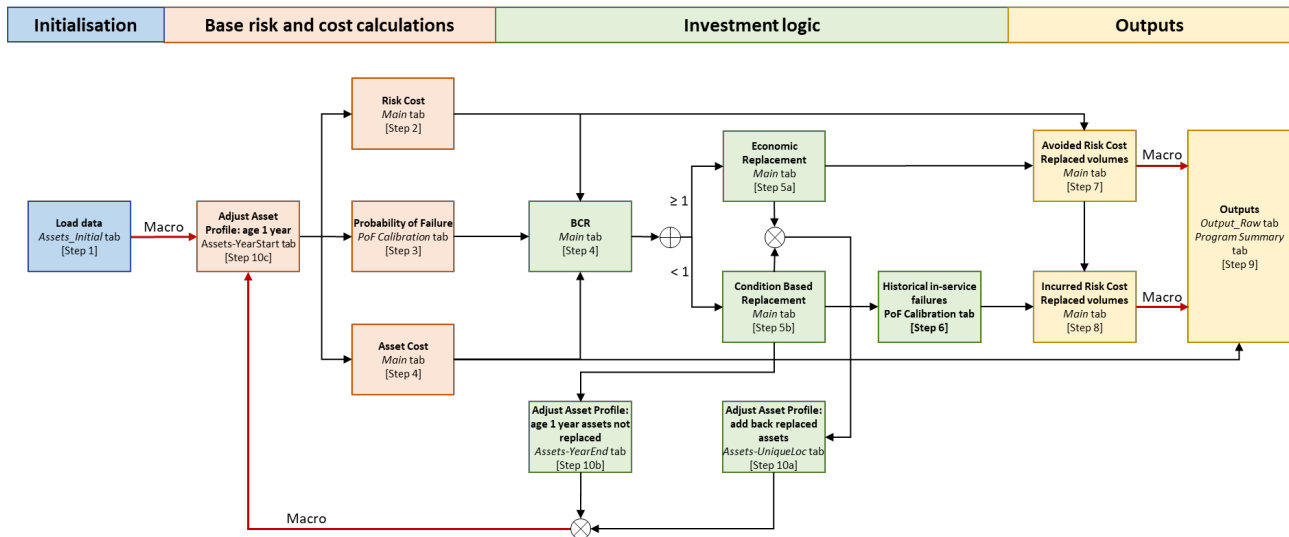 Initialisation
Base risk and cost calculations
Investment logic
Outputs
Risk Cost
Main tab
[Step 2]
Load data
Assets_Initial tab
[Step 1]
Macro
Adjust Asset
Profile: age 1 year
Assets-YearStart tab
[Step 10c]
Probability of Failure
PoF Calibration tab
[Step 3]
Asset Cost
Main tab
[Step 4]
BCR
Main tab
[Step 4]
≥ 1
< 1
Economic
Replacement
Main tab
[Step 5a]
Condition Based
Replacement
Main tab
[Step 5b]
Historical in-service
failures
PoF Calibration tab
[Step 6]
Avoided Risk Cost
Replaced volumes
Main tab
[Step 7]
Macro
Incurred Risk Cost
Replaced volumes
Main tab
[Step 8]
Macro
Outputs
Output_Raw tab
Program Summary
tab
[Step 9]
Adjust Asset Profile:
age 1 year assets not
replaced
Assets-YearEnd tab
[Step 10b]
Adjust Asset Profile:
add back replaced
assets
Assets-UniqueLoc tab
[Step 10a]
Macro